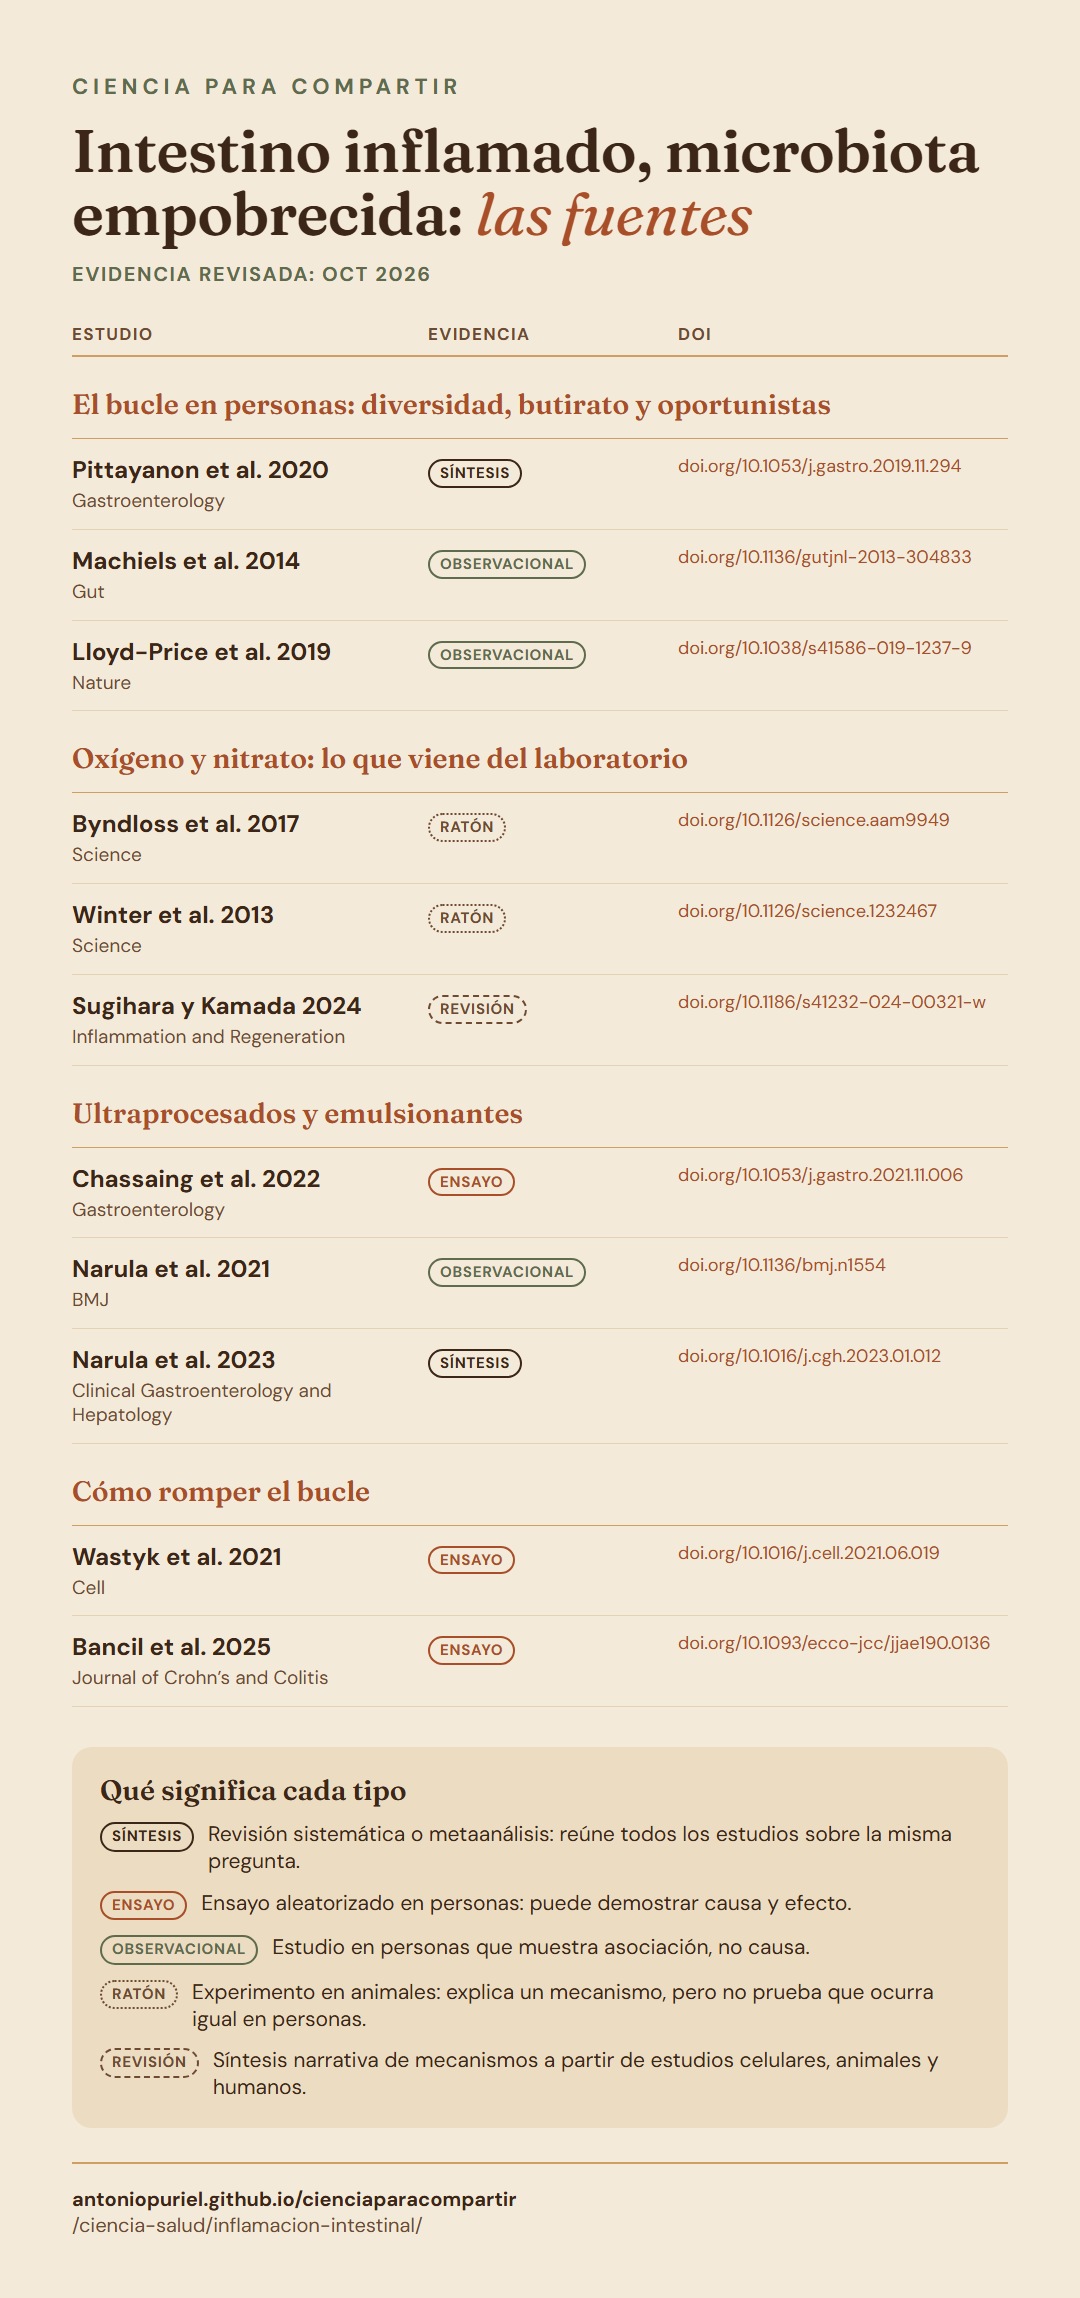 CIENCIA PARA COMPARTIR
Intestino inflamado, microbiota
empobrecida: las fuentes
EVIDENCIA REVISADA: OCT 2026
ESTUDIO EVIDENCIA DOI
El bucle en personas: diversidad, butirato y oportunistas
Pittayanon et al. 2020 SÍNTESIS doi.org/10.1053/j.gastro.2019.11.294
Gastroenterology
Machiels et al. 2014 OBSERVACIONAL doi.org/10.1136/gutjnl-2013-304833
Gut
Lloyd-Price et al. 2019 OBSERVACIONAL doi.org/10.1038/s41586-019-1237-9
Nature
Oxígeno y nitrato: lo que viene del laboratorio
Byndloss et al. 2017 RATÓN doi.org/10.1126/science.aam9949
Science
Winter et al. 2013 RATÓN doi.org/10.1126/science.1232467
Science
Sugihara y Kamada 2024 REVISIÓN doi.org/10.1186/s41232-024-00321-w
Inflammation and Regeneration
Ultraprocesados y emulsionantes
Chassaing et al. 2022 ENSAYO doi.org/10.1053/j.gastro.2021.11.006
Gastroenterology
Narula et al. 2021 OBSERVACIONAL doi.org/10.1136/bmj.n1554
BMJ
Narula et al. 2023 SÍNTESIS doi.org/10.1016/j.cgh.2023.01.012
Clinical Gastroenterology and
Hepatology
Cómo romper el bucle
Wastyk et al. 2021 ENSAYO doi.org/10.1016/j.cell.2021.06.019
Cell
Bancil et al. 2025 ENSAYO doi.org/10.1093/ecco-jcc/jjae190.0136
Journal of Crohn’s and Colitis
Qué significa cada tipo
SÍNTESIS Revisión sistemática o metaanálisis: reúne todos los estudios sobre la misma
pregunta.
ENSAYO Ensayo aleatorizado en personas: puede demostrar causa y efecto.
OBSERVACIONAL Estudio en personas que muestra asociación, no causa.
RATÓN Experimento en animales: explica un mecanismo, pero no prueba que ocurra
igual en personas.
REVISIÓN Síntesis narrativa de mecanismos a partir de estudios celulares, animales y
humanos.
antoniopuriel.github.io/cienciaparacompartir
/ciencia-salud/inflamacion-intestinal/